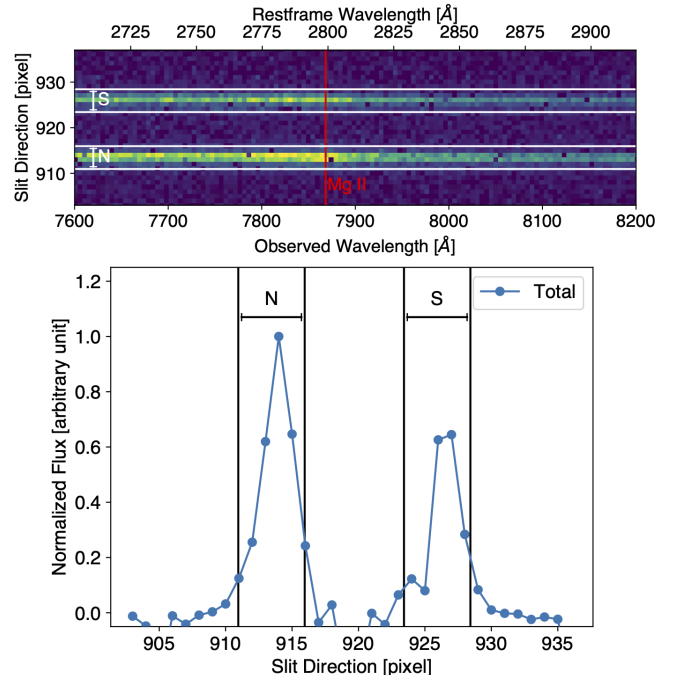 Restframe Wavelength [Å]
2725 2750 2775 2800 2825 2850 2875 2900
Slit Direction [pixel]
930
920
910
S
N
Mg II
7600 7700 7800 7900 8000 8100 8200
Observed Wavelength [Å]
Normalized Flux [arbitrary unit]
1.2
1.0
0.8
0.6
0.4
0.2
0.0
N
S
Total
905 910 915 920 925 930 935
Slit Direction [pixel]